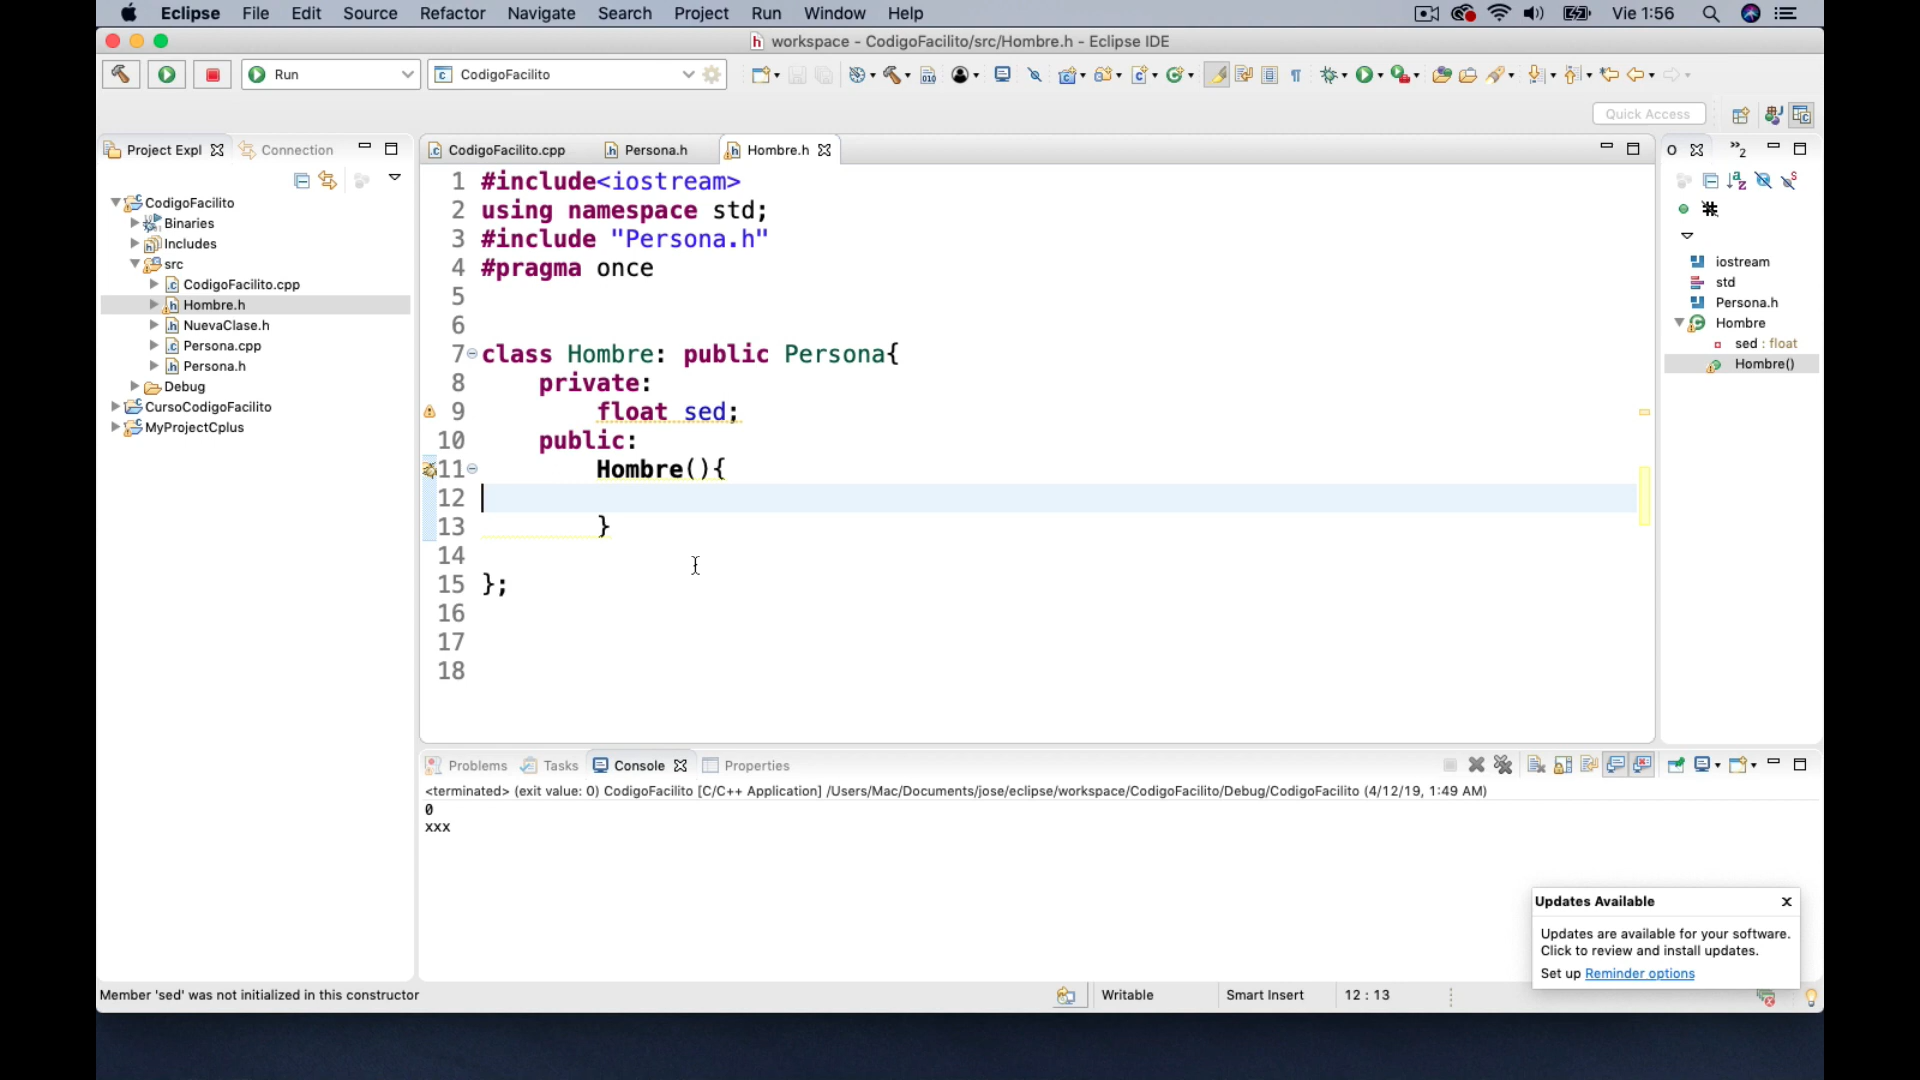 Eclipse File Edit Source Refactor Navigate Search Project Run Window Help Vie 1:56
workspace - CodigoFacilito/src/Hombre.h - Eclipse IDE
Run CodigoFacilito
Quick Access
Project Expl Connection
CodigoFacilito
Binaries
Includes
src
CodigoFacilito.cpp
Hombre.h
NuevaClase.h
Persona.cpp
Persona.h
Debug
CursoCodigoFacilito
MyProjectCplus
CodigoFacilito.cpp Persona.h Hombre.h
1 #include<iostream>
2 using namespace std;
3 #include "Persona.h"
4 #pragma once
5
6
7 class Hombre: public Persona{
8 private:
9 float sed;
10 public:
11 Hombre(){
12
13 }
14
15 };
16
17
18
O 2
iostream
std
Persona.h
Hombre
sed : float
Hombre()
Problems Tasks Console Properties
<terminated> (exit value: 0) CodigoFacilito [C/C++ Application] /Users/Mac/Documents/jose/eclipse/workspace/CodigoFacilito/Debug/CodigoFacilito (4/12/19, 1:49 AM)
0
xxx
Updates Available
Updates are available for your software.
Click to review and install updates.
Set up Reminder options
Member 'sed' was not initialized in this constructor Writable Smart Insert 12 : 13